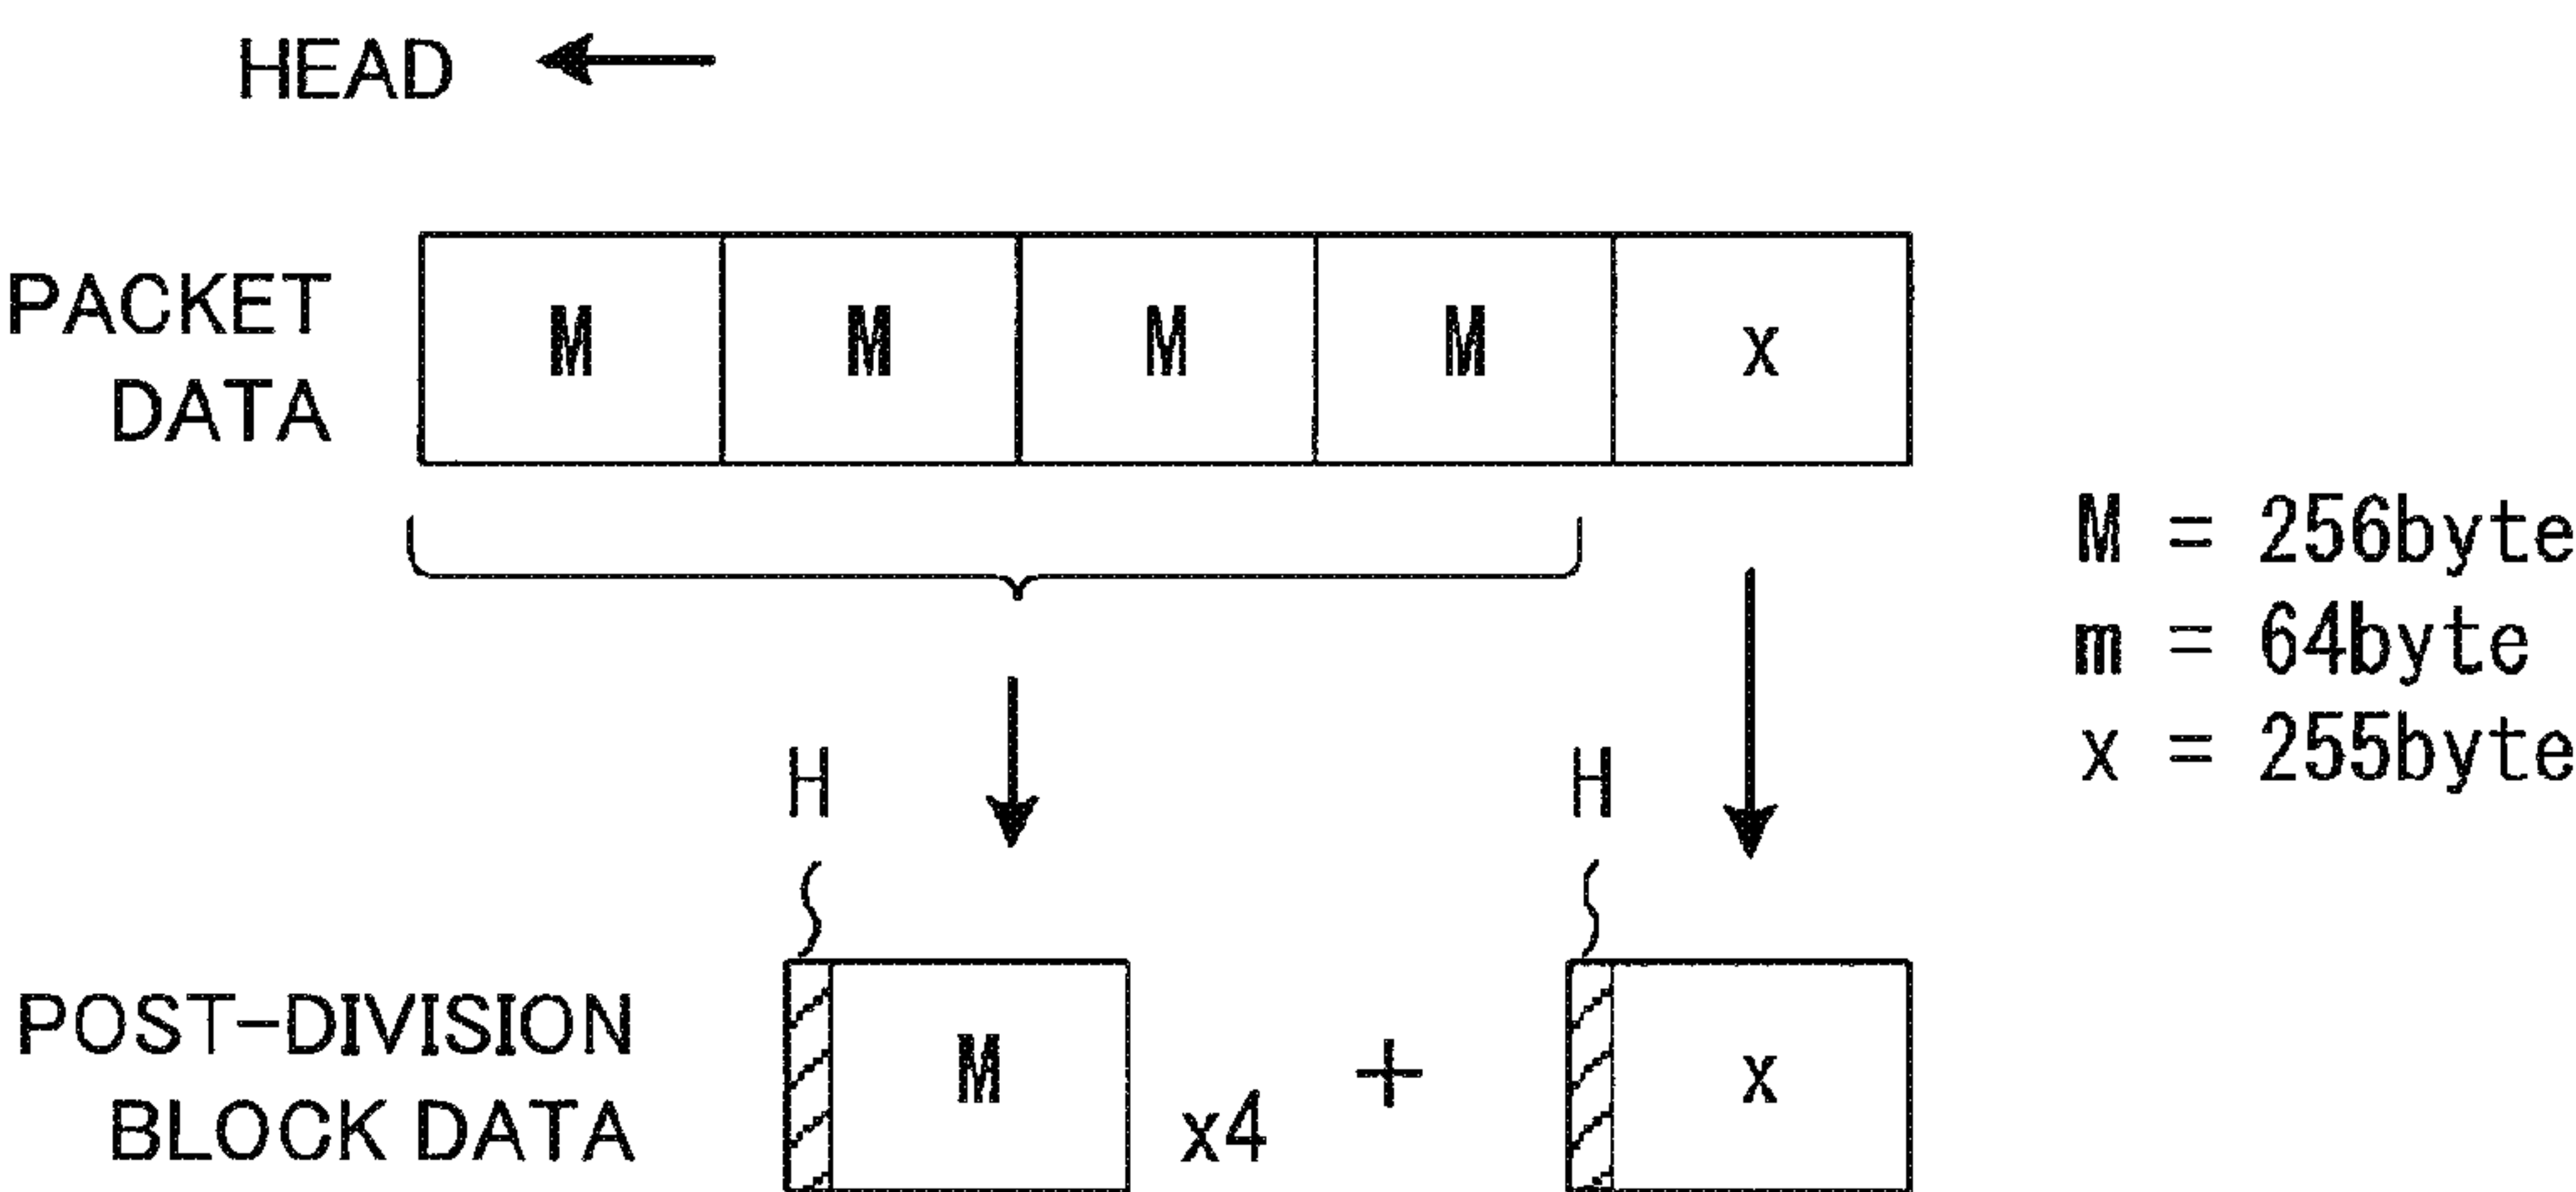 HEAD
PACKET
DATA
M M M M x
M = 256byte
m = 64byte
x = 255byte
H H
POST-DIVISION
BLOCK DATA
M x4 + x